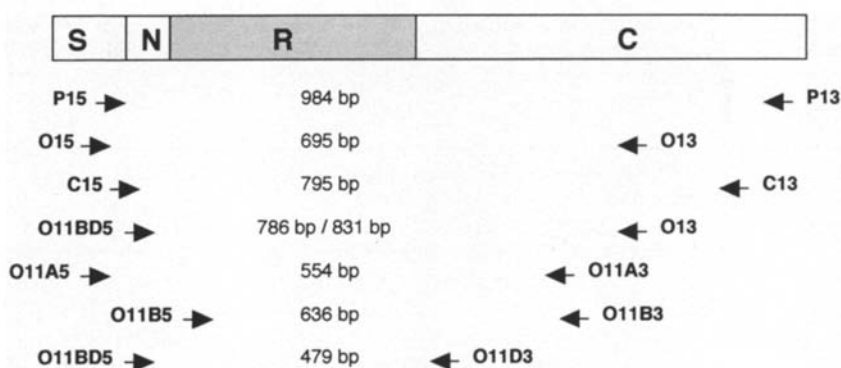 S N R C
P15 984 bp P13
O15 695 bp O13
C15 795 bp C13
O11BD5 786 bp / 831 bp O13
O11A5 554 bp O11A3
O11B5 636 bp O11B3
O11BD5 479 bp O11D3